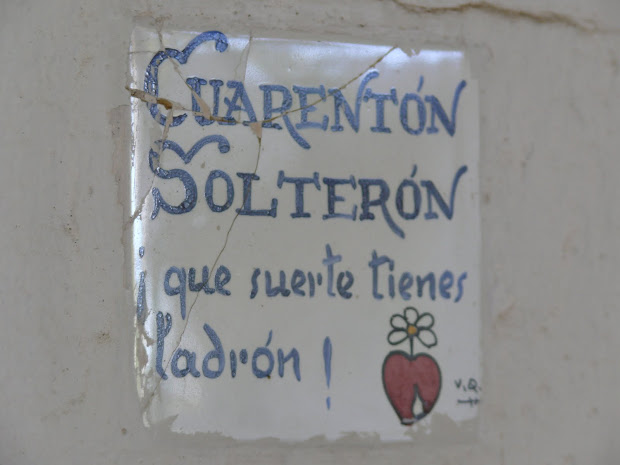 CUARENTÓN
SOLTERÓN
¡ que suerte tienes
ladrón !
V.Q.